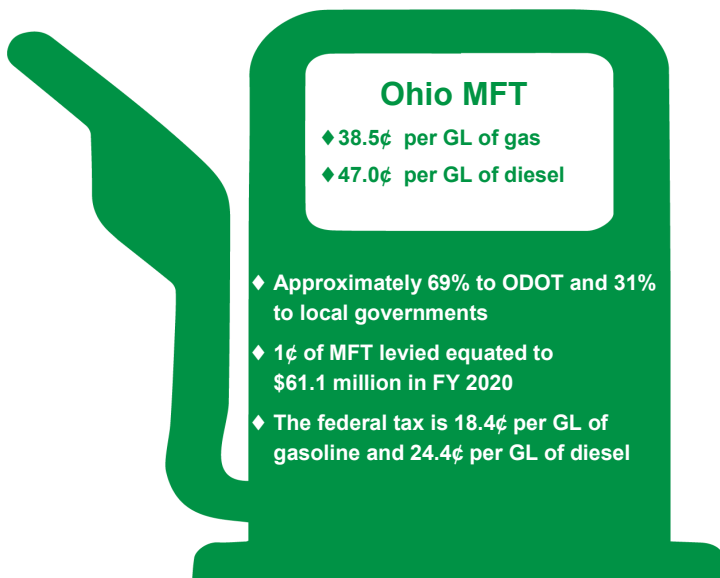 Ohio MFT
♦38.5¢ per GL of gas
♦47.0¢ per GL of diesel
♦ Approximately 69% to ODOT and 31%
to local governments
♦ 1¢ of MFT levied equated to
$61.1 million in FY 2020
♦ The federal tax is 18.4¢ per GL of
gasoline and 24.4¢ per GL of diesel